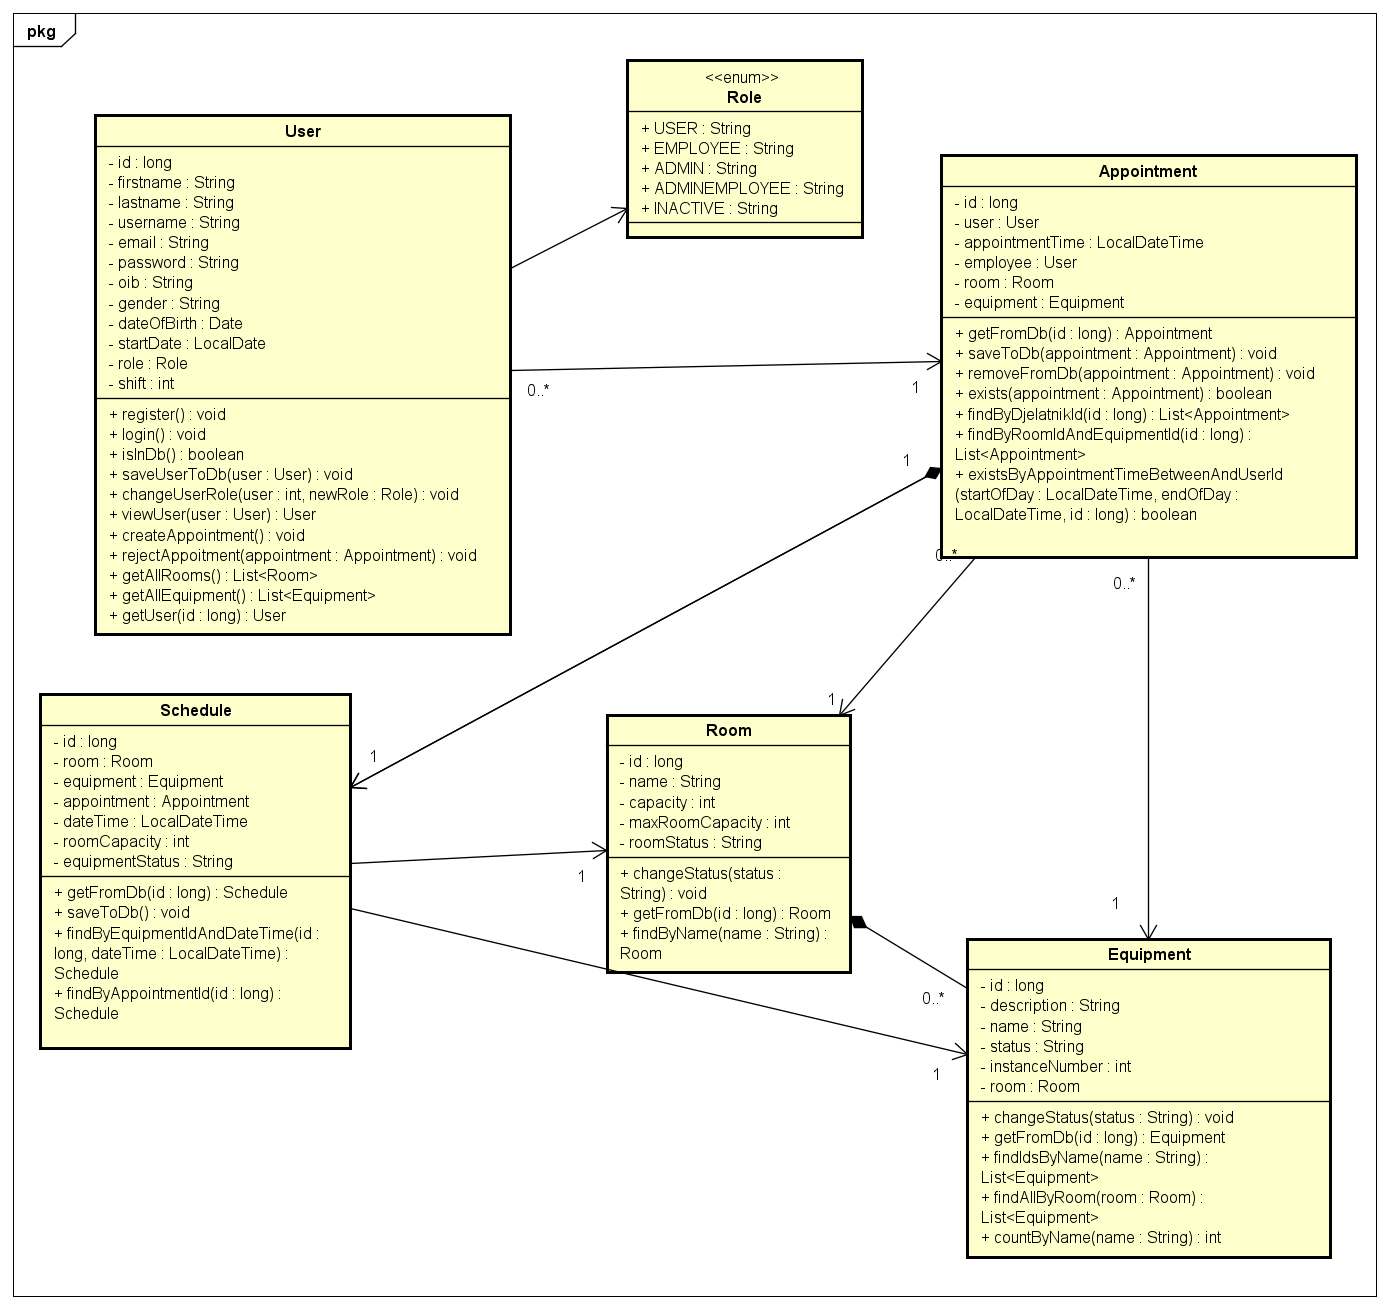 pkg
<<enum>>
Role
+ USER : String
+ EMPLOYEE : String
+ ADMIN : String
+ ADMINEMPLOYEE : String
+ INACTIVE : String
User
- id : long
- firstname : String
- lastname : String
- username : String
- email : String
- password : String
- oib : String
- gender : String
- dateOfBirth : Date
- startDate : LocalDate
- role : Role
- shift : int
+ register() : void
+ login() : void
+ isInDb() : boolean
+ saveUserToDb(user : User) : void
+ changeUserRole(user : int, newRole : Role) : void
+ viewUser(user : User) : User
+ createAppointment() : void
+ rejectAppoitment(appointment : Appointment) : void
+ getAllRooms() : List<Room>
+ getAllEquipment() : List<Equipment>
+ getUser(id : long) : User
Appointment
- id : long
- user : User
- appointmentTime : LocalDateTime
- employee : User
- room : Room
- equipment : Equipment
+ getFromDb(id : long) : Appointment
+ saveToDb(appointment : Appointment) : void
+ removeFromDb(appointment : Appointment) : void
+ exists(appointment : Appointment) : boolean
+ findByDjelatnikId(id : long) : List<Appointment>
+ findByRoomIdAndEquipmentId(id : long) :
List<Appointment>
+ existsByAppointmentTimeBetweenAndUserId
(startOfDay : LocalDateTime, endOfDay :
LocalDateTime, id : long) : boolean
0..*
1
1
0..*
0..*
1
1
Schedule
- id : long
- room : Room
- equipment : Equipment
- appointment : Appointment
- dateTime : LocalDateTime
- roomCapacity : int
- equipmentStatus : String
+ getFromDb(id : long) : Schedule
+ saveToDb() : void
+ findByEquipmentIdAndDateTime(id :
long, dateTime : LocalDateTime) :
Schedule
+ findByAppointmentId(id : long) :
Schedule
Room
- id : long
- name : String
- capacity : int
- maxRoomCapacity : int
- roomStatus : String
+ changeStatus(status :
String) : void
+ getFromDb(id : long) : Room
+ findByName(name : String) :
Room
1
1
0..*
1
Equipment
- id : long
- description : String
- name : String
- status : String
- instanceNumber : int
- room : Room
+ changeStatus(status : String) : void
+ getFromDb(id : long) : Equipment
+ findIdsByName(name : String) :
List<Equipment>
+ findAllByRoom(room : Room) :
List<Equipment>
+ countByName(name : String) : int